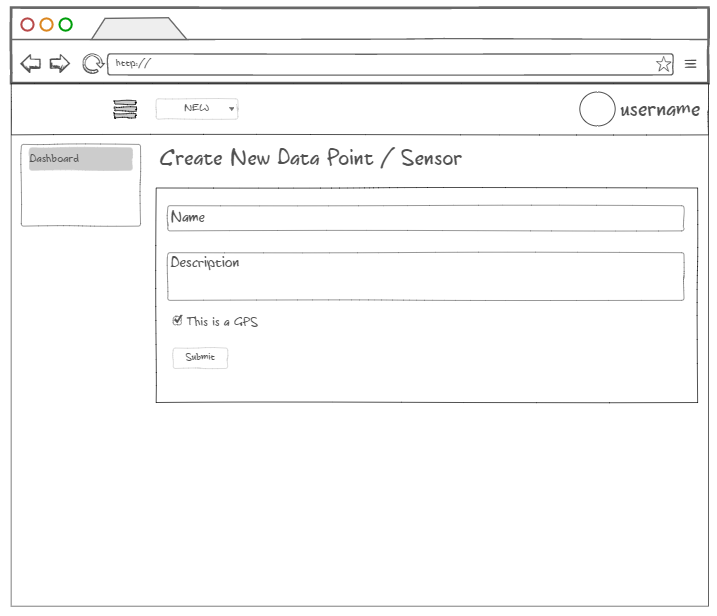 http://
NEW
username
Dashboard
Create New Data Point / Sensor
Name
Description
This is a GPS
Submit